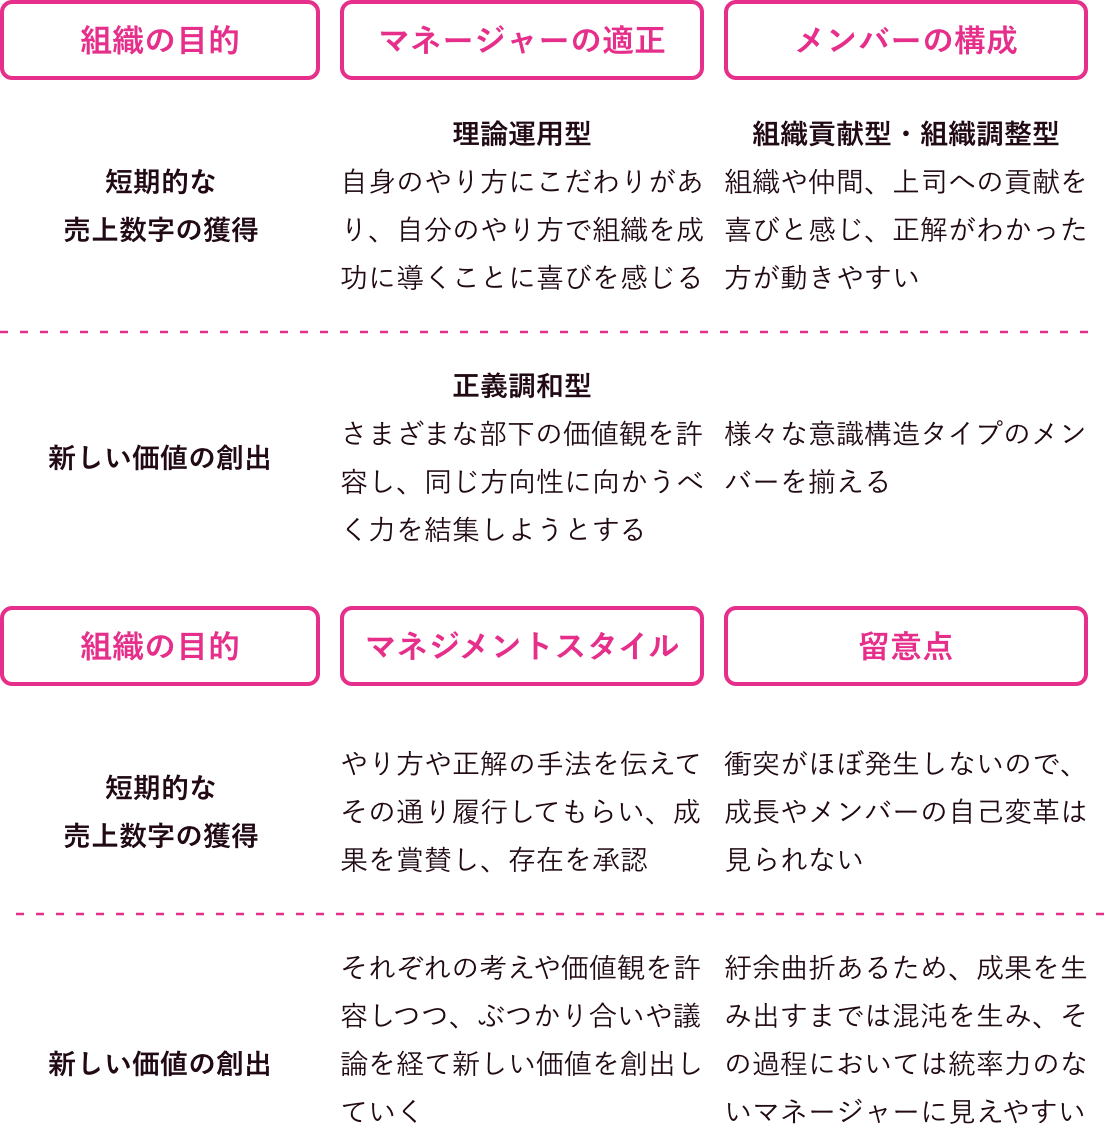 組織の目的
マネージャーの適正
メンバーの構成
短期的な
売上数字の獲得
理論運用型
自身のやり方にこだわりがあ
り、自分のやり方で組織を成
功に導くことに喜びを感じる
組織貢献型・組織調整型
組織や仲間、上司への貢献を
喜びと感じ、正解がわかった
方が動きやすい
新しい価値の創出
正義調和型
さまざまな部下の価値観を許
容し、同じ方向性に向かうべ
く力を結集しようとする
様々な意識構造タイプのメン
バーを揃える
組織の目的
マネジメントスタイル
留意点
短期的な
売上数字の獲得
やり方や正解の手法を伝えて
その通り履行してもらい、成
果を賞賛し、存在を承認
衝突がほぼ発生しないので、
成長やメンバーの自己変革は
見られない
新しい価値の創出
それぞれの考えや価値観を許
容しつつ、ぶつかり合いや議
論を経て新しい価値を創出し
ていく
紆余曲折あるため、成果を生
み出すまでは混沌を生み、そ
の過程においては統率力のな
いマネージャーに見えやすい